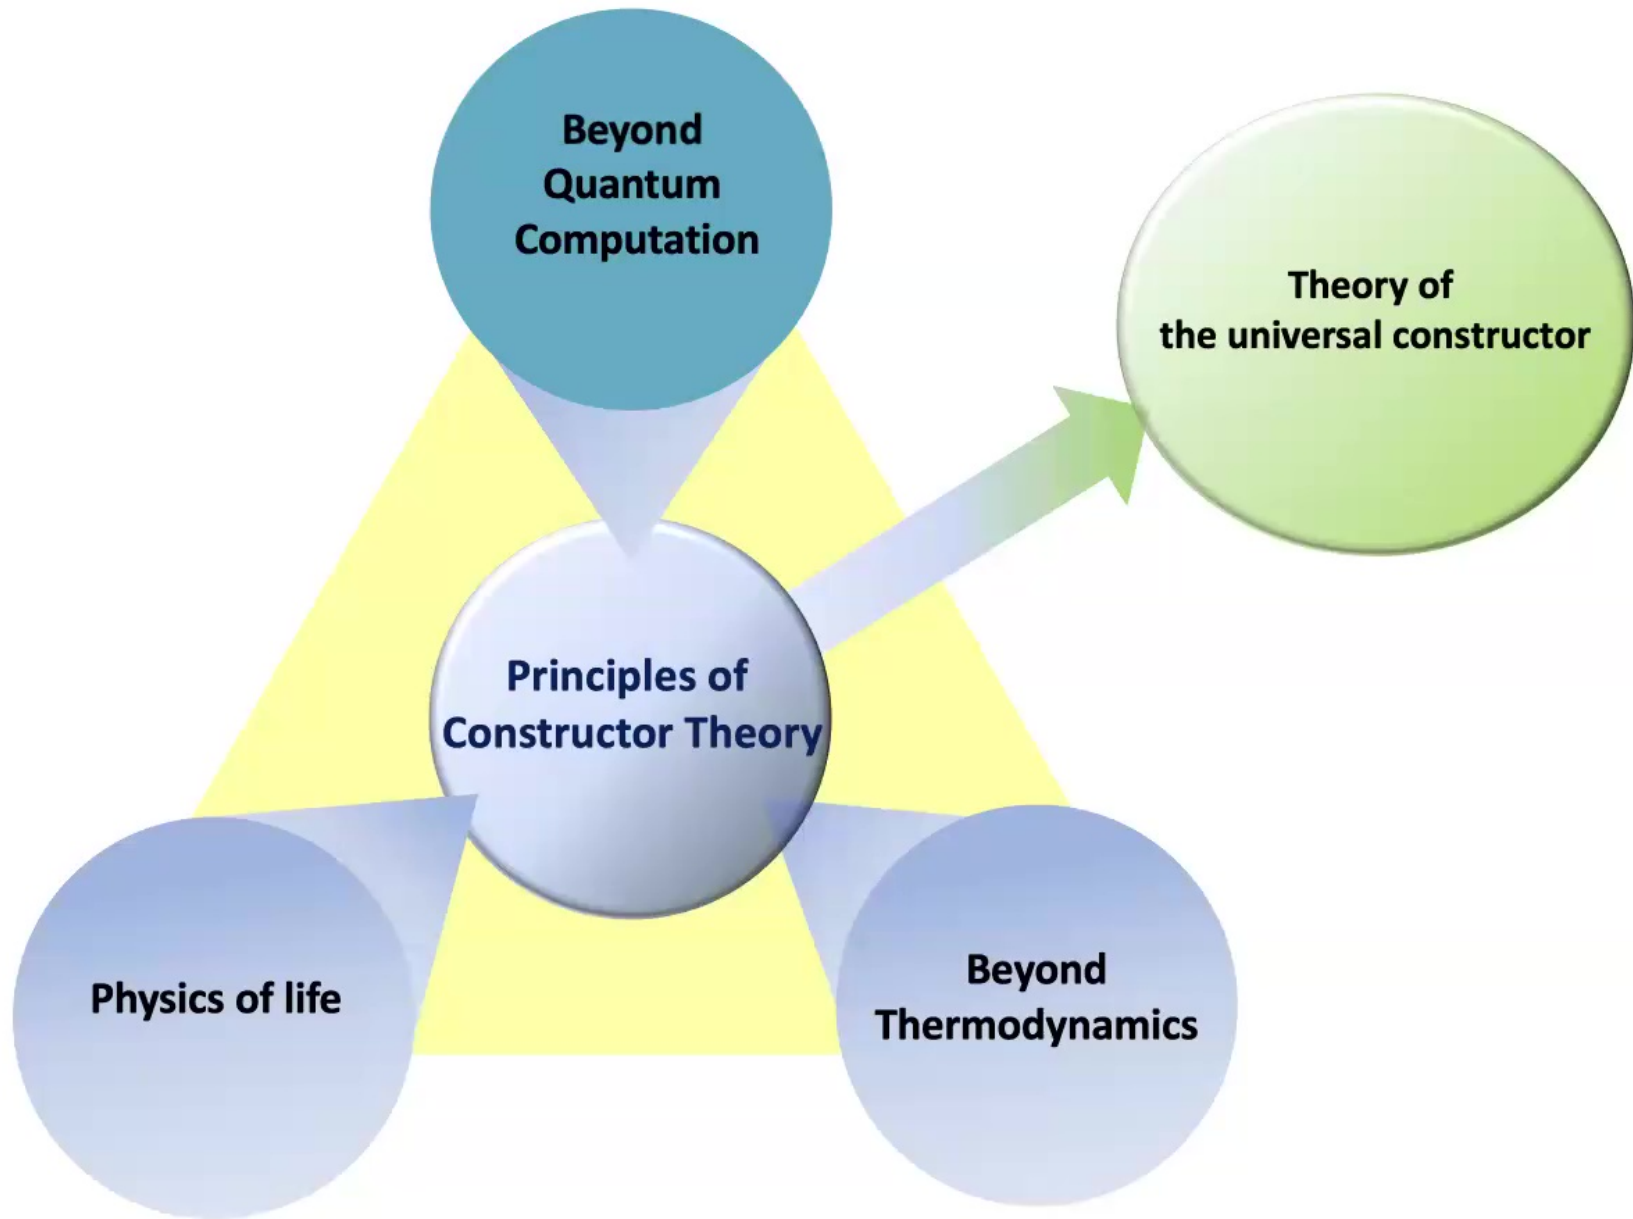 Beyond
Quantum
Computation
Theory of
the universal constructor
Principles of
Constructor Theory
Physics of life
Beyond
Thermodynamics